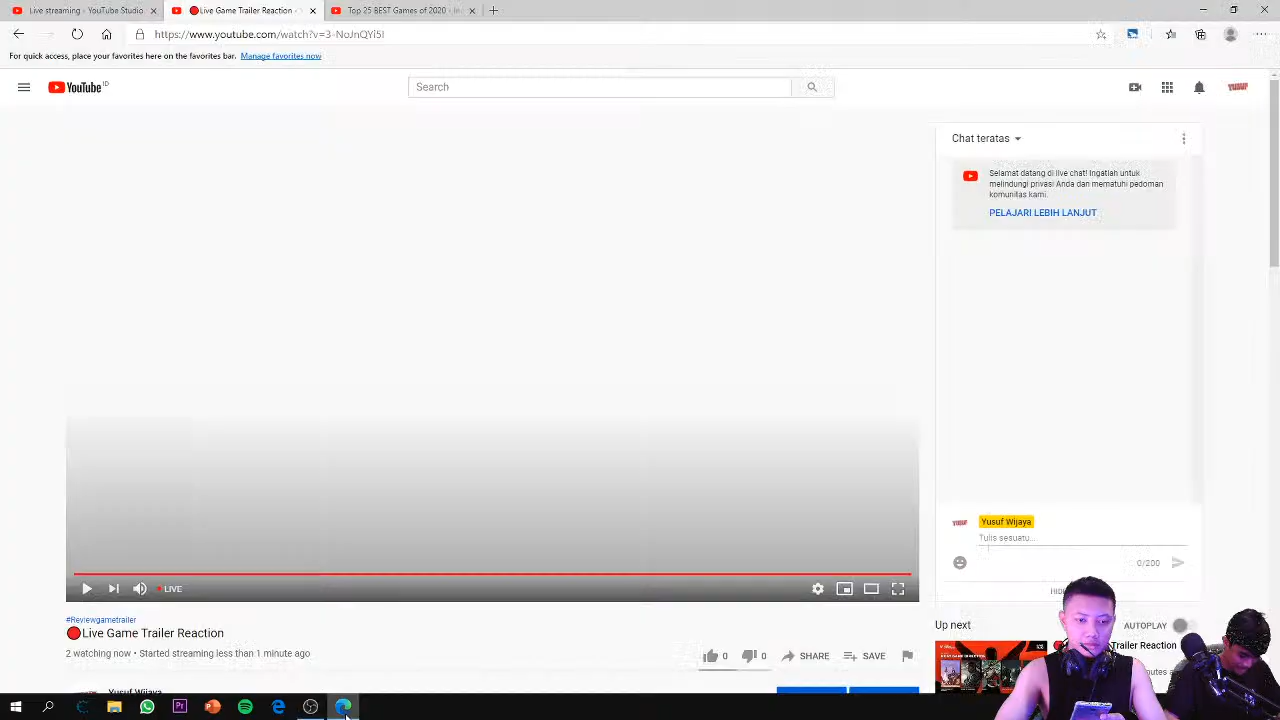 Live streaming - YouTube Studio
🔴Live Game Trailer Reaction -
Top 25 BEST Games of 2020 -
https://www.youtube.com/watch?v=3-NoJnQYi5I
For quick access, place your favorites here on the favorites bar. Manage favorites now
YouTube ID
Search
YUSUF
Chat teratas
Selamat datang di live chat! Ingatlah untuk
melindungi privasi Anda dan mematuhi pedoman
komunitas kami.
PELAJARI LEBIH LANJUT
YUSUF
Yusuf Wijaya
Tulis sesuatu...
0/200
LIVE
#Reviewgametrailer
🔴Live Game Trailer Reaction
2 watching now • Started streaming less than 1 minute ago
0
0
SHARE
SAVE
Up next
AUTOPLAY
Trailer Reaction
Yusuf Wijaya